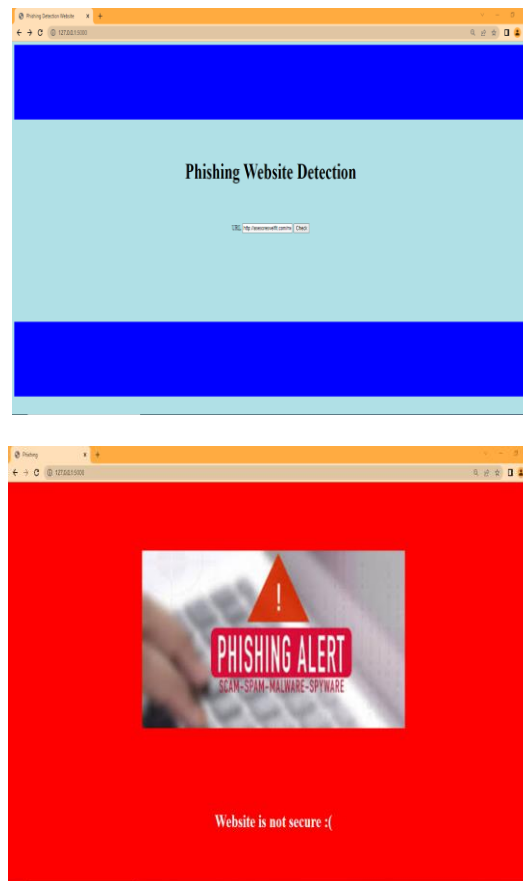 Phishing Detection Website
127.0.0.1:5000
Phishing Website Detection
URL Check
Phishing
127.0.0.1:5000
!
PHISHING ALERT
SCAM-SPAM-MALWARE-SPYWARE
Website is not secure :(